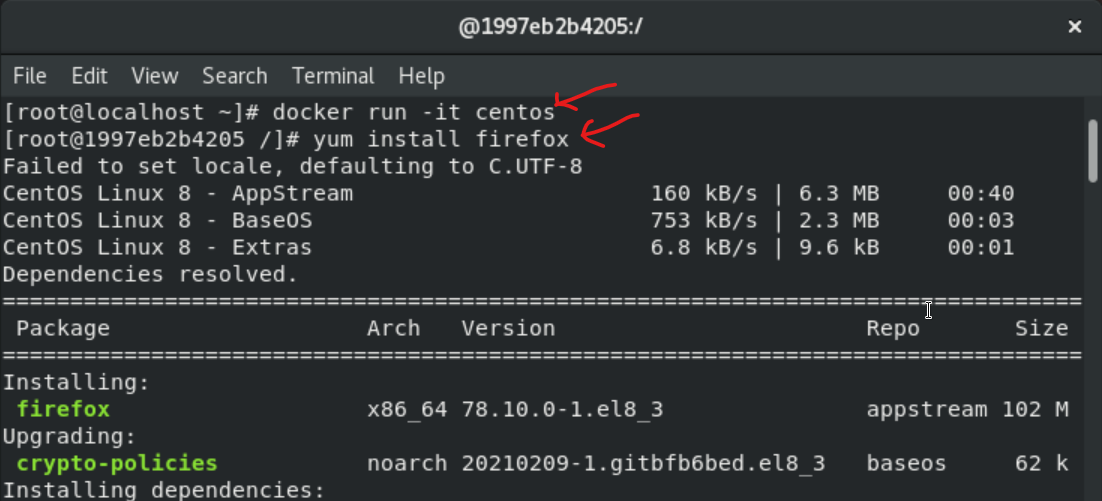 @1997eb2b4205:/
File Edit View Search Terminal Help
[root@localhost ~]# docker run -it centos
[root@1997eb2b4205 /]# yum install firefox
Failed to set locale, defaulting to C.UTF-8
CentOS Linux 8 - AppStream 160 kB/s | 6.3 MB 00:40
CentOS Linux 8 - BaseOS 753 kB/s | 2.3 MB 00:03
CentOS Linux 8 - Extras 6.8 kB/s | 9.6 kB 00:01
Dependencies resolved.
================================================================================
Package Arch Version Repo Size
================================================================================
Installing:
firefox x86_64 78.10.0-1.el8_3 appstream 102 M
Upgrading:
crypto-policies noarch 20210209-1.gitbfb6bed.el8_3 baseos 62 k
Installing dependencies: